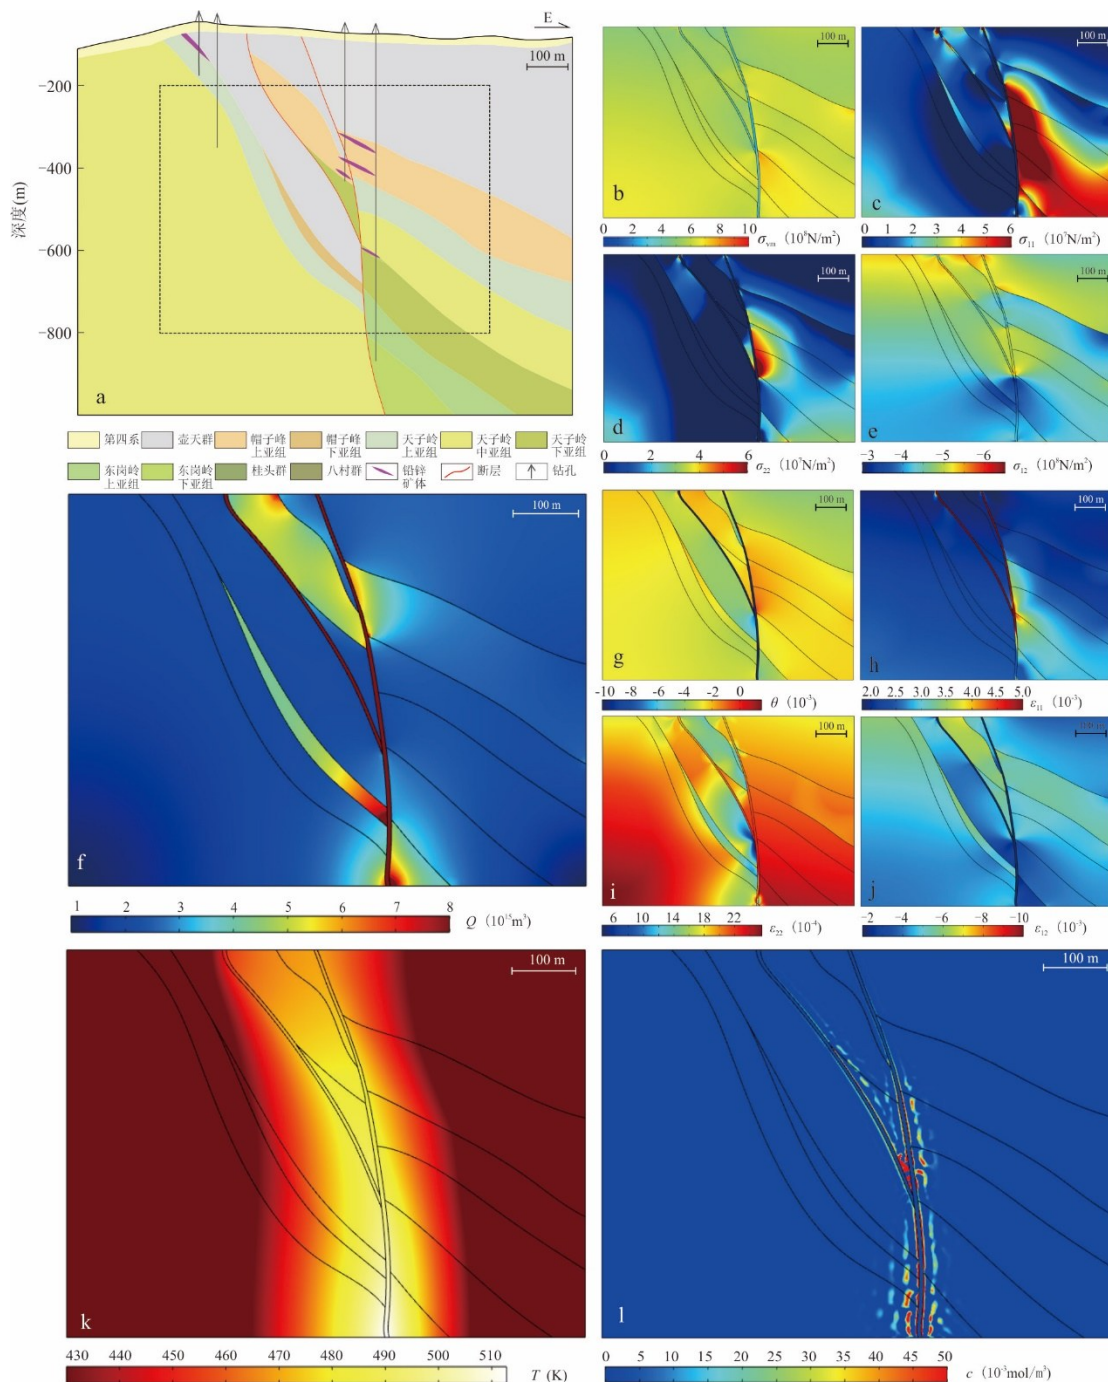 E
100 m
−200
−400
−600
−800
深度(m)
a
第四系
壶天群
帽子峰
上亚组
帽子峰
下亚组
天子岭
上亚组
天子岭
中亚组
天子岭
下亚组
东岗岭
上亚组
东岗岭
下亚组
桂头群
八村群
铅锌
矿体
断层
钻孔
100 m
b
0 2 4 6 8 10 σvm (10⁸N/m²)
100 m
c
0 1 2 3 4 5 6 σ11 (10⁷N/m²)
100 m
d
0 2 4 6 σ22 (10⁷N/m²)
100 m
e
−3 −4 −5 −6 σ12 (10⁸N/m²)
100 m
f
1 2 3 4 5 6 7 8 Q (10¹⁵m³)
100 m
g
-10 -8 -6 -4 -2 0 θ (10⁻³)
100 m
h
2.0 2.5 3.0 3.5 4.0 4.5 5.0 ε11 (10⁻³)
100 m
i
6 10 14 18 22 ε22 (10⁻⁴)
100 m
j
−2 −4 −6 −8 −10 ε12 (10⁻³)
100 m
k
430 440 450 460 470 480 490 500 510 T (K)
100 m
l
0 5 10 15 20 25 30 35 40 45 50 c (10⁻³mol/m³)